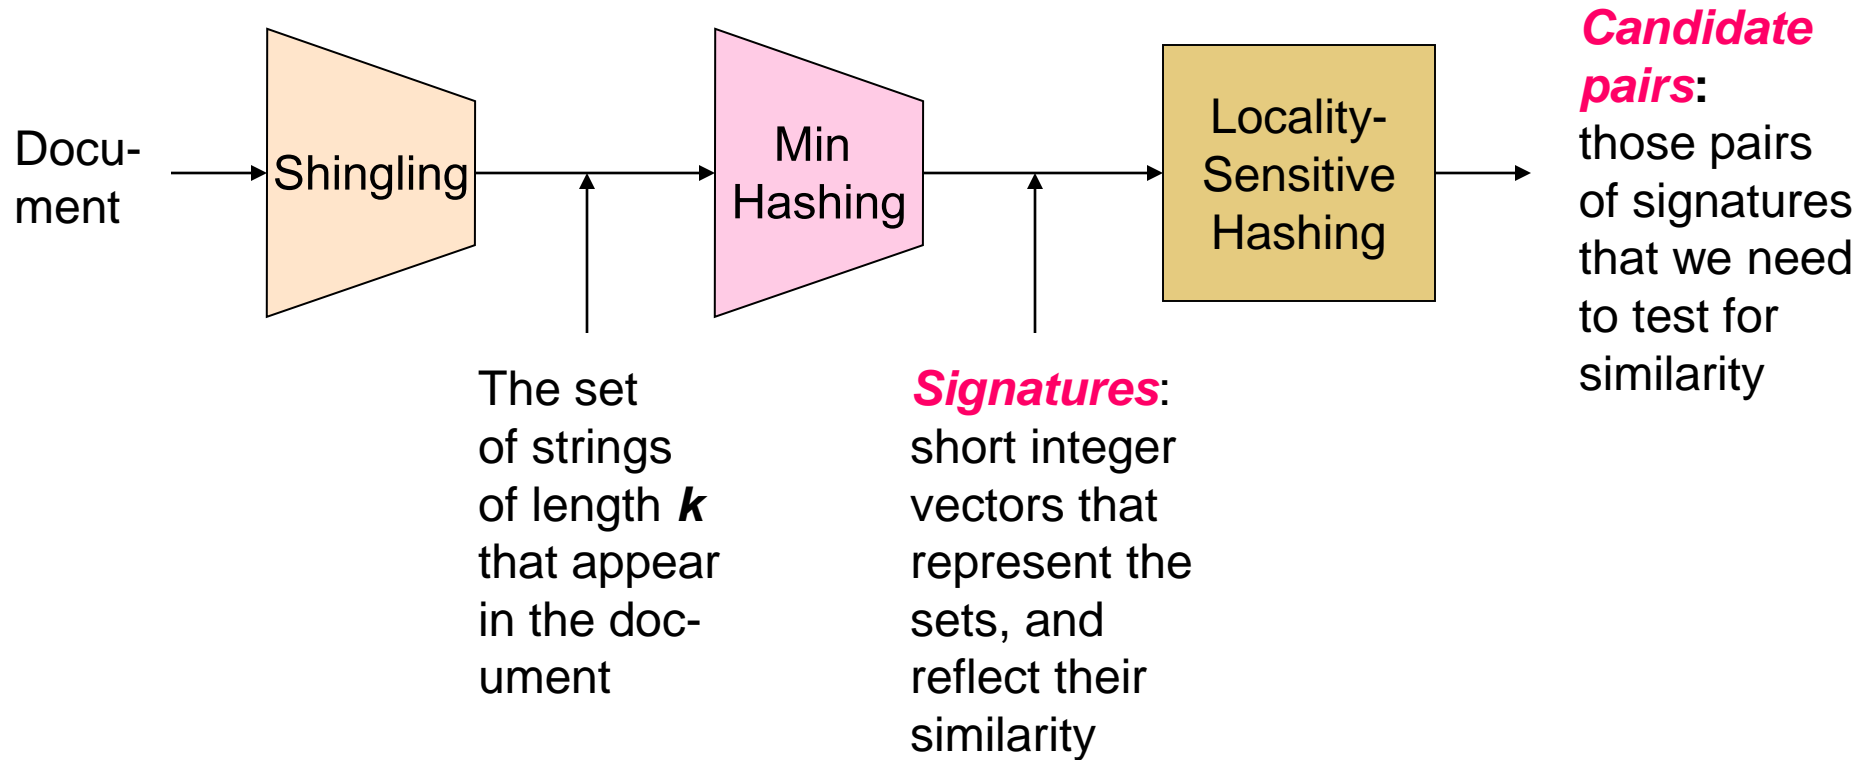 Docu-
ment
Shingling
The set
of strings
of length k
that appear
in the doc-
ument
Min
Hashing
Signatures:
short integer
vectors that
represent the
sets, and
reflect their
similarity
Locality-
Sensitive
Hashing
Candidate
pairs:
those pairs
of signatures
that we need
to test for
similarity